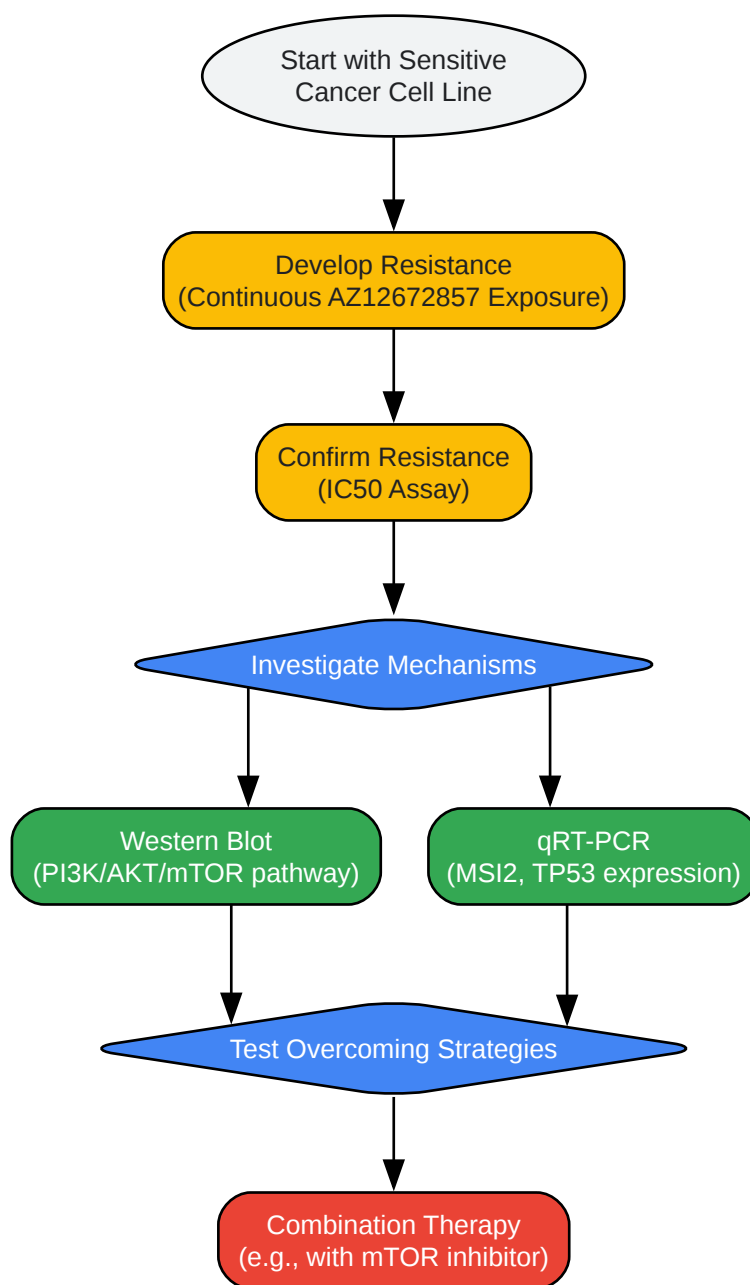 Start with Sensitive
Cancer Cell Line
Develop Resistance
(Continuous AZ12672857 Exposure)
Confirm Resistance
(IC50 Assay)
Investigate Mechanisms
Western Blot
(PI3K/AKT/mTOR pathway)
qRT-PCR
(MSI2, TP53 expression)
Test Overcoming Strategies
Combination Therapy
(e.g., with mTOR inhibitor)